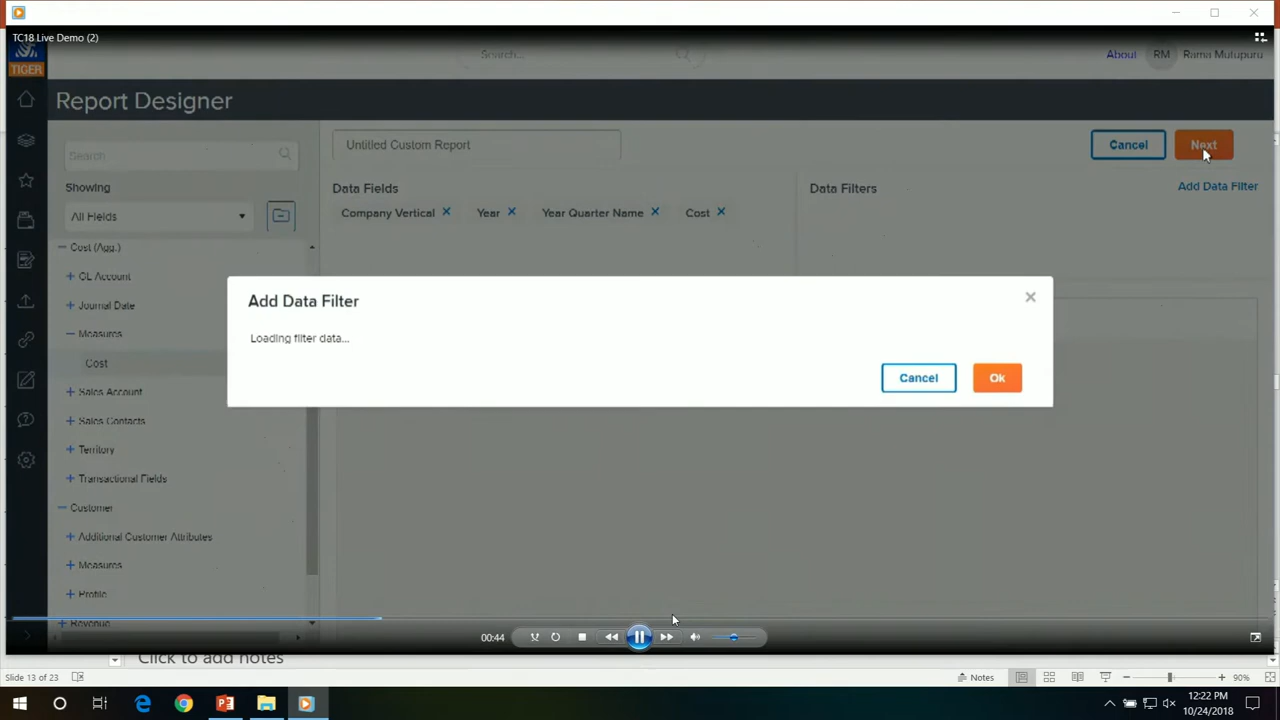 TC18 Live Demo (2)
TIGER
Search...
About
RM
Rama Mutupuru
Report Designer
Search
Untitled Custom Report
Cancel
Next
Showing
All Fields
Data Fields
Data Filters
Add Data Filter
Company Vertical
Year
Year Quarter Name
Cost
Cost (Agg.)
GL Account
Journal Date
Measures
Cost
Sales Account
Sales Contacts
Territory
Transactional Fields
Customer
Additional Customer Attributes
Measures
Profile
Revenue
Add Data Filter
Loading filter data...
Cancel
Ok
00:44
Click to add notes
Slide 13 of 23
Notes
90%
12:22 PM
10/24/2018